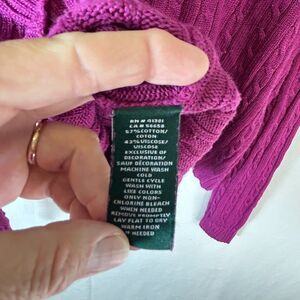 RN # 41381
CA # 56658
57% COTTON/
COTON
43% VISCOSE/
VISCOSE
EXCLUSIVE OF
DECORATION/
SAUF DÉCORATION
MACHINE WASH
COLD
GENTLE CYCLE
WASH WITH
LIKE COLORS
ONLY NON-
CHLORINE BLEACH
WHEN NEEDED
REMOVE PROMPTLY
LAY FLAT TO DRY
WARM IRON
IF NEEDED